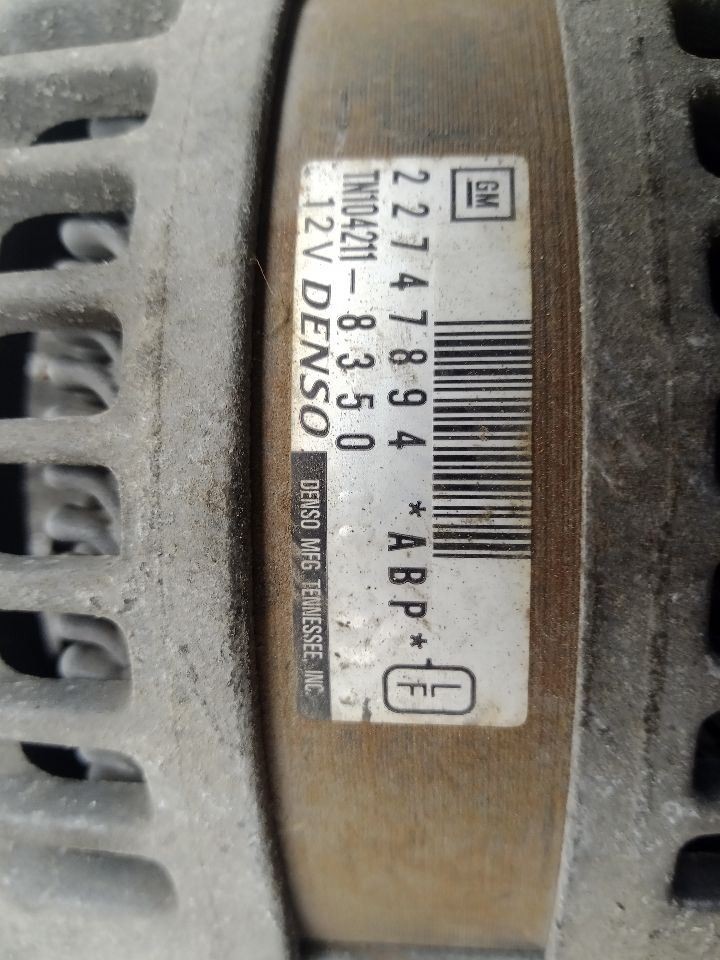 GM
22747894 *ABP*
LF
TN104211-8350
12V DENSO
DENSO MFG TENNESSEE, INC.